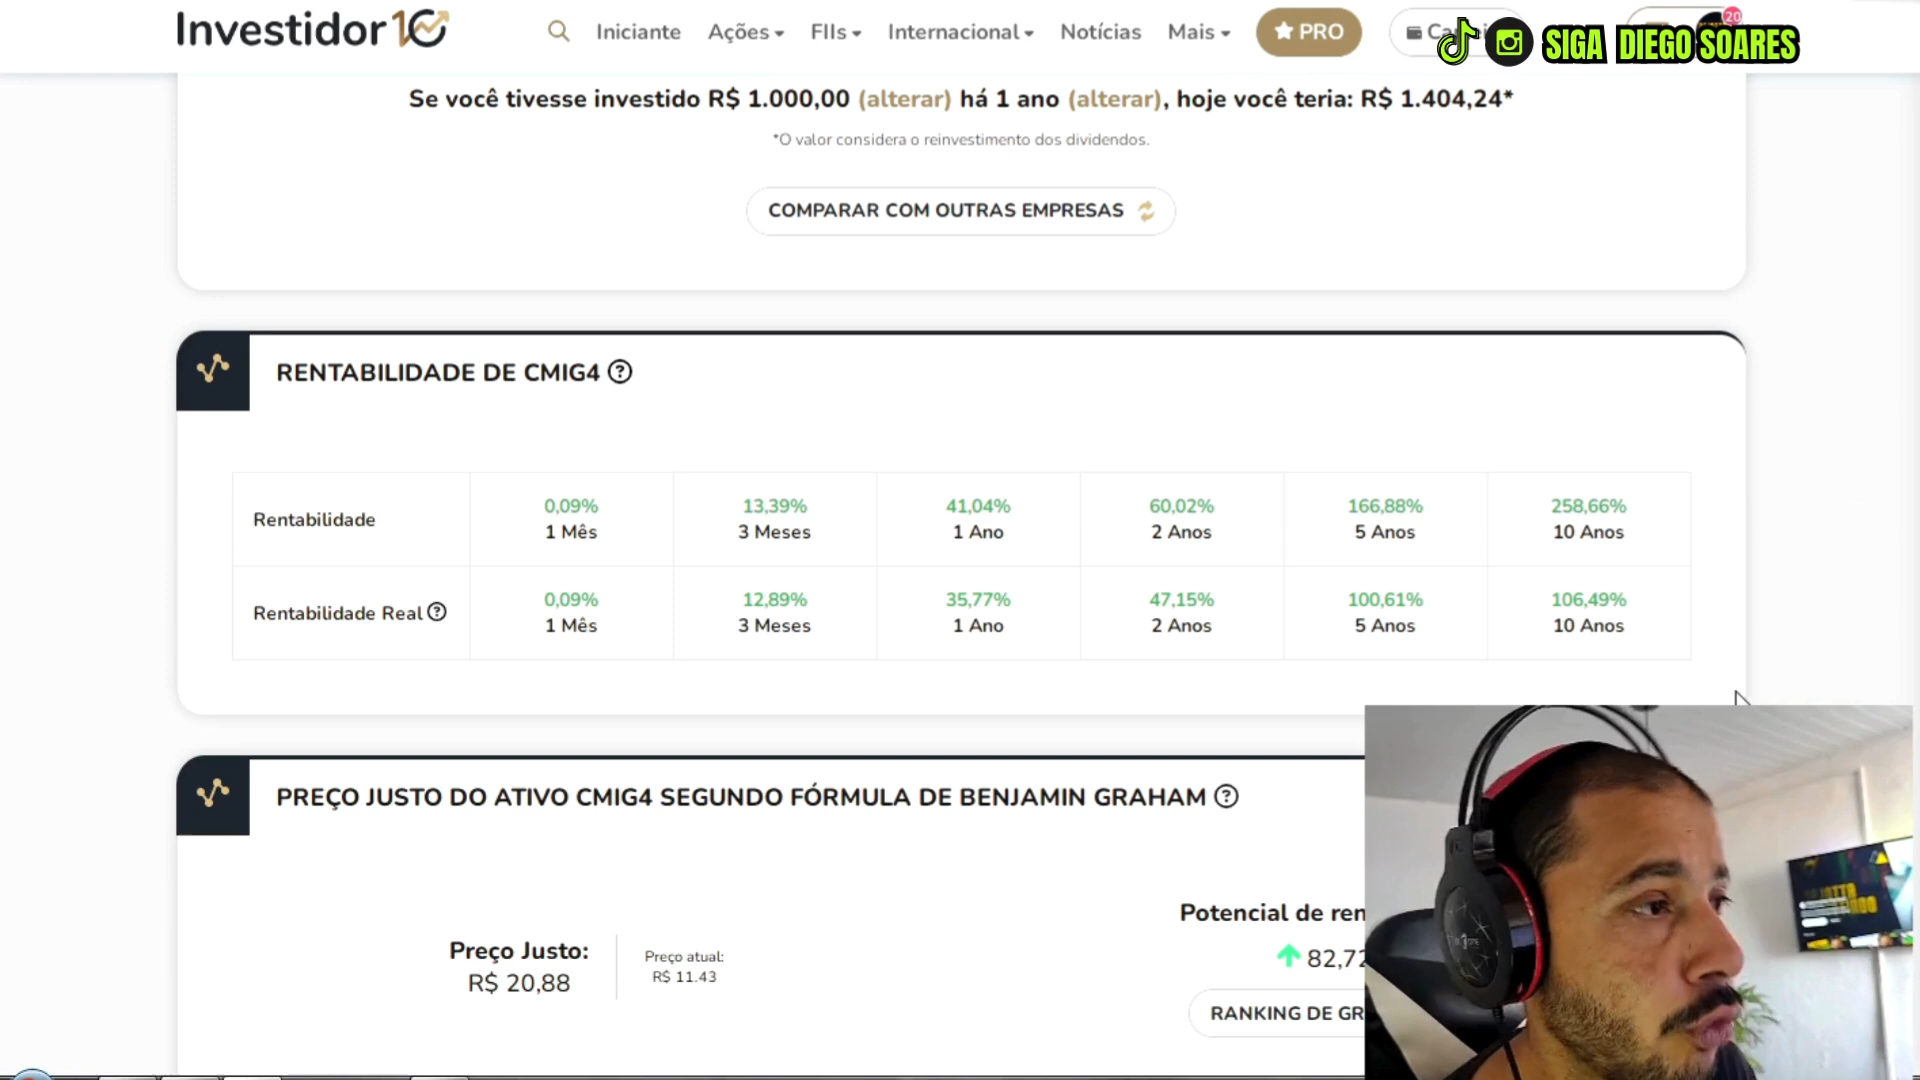 Investidor10
Iniciante Ações FIIs Internacional Notícias Mais PRO
20
SIGA DIEGO SOARES
Se você tivesse investido R$ 1.000,00 (alterar) há 1 ano (alterar), hoje você teria: R$ 1.404,24*
*O valor considera o reinvestimento dos dividendos.
COMPARAR COM OUTRAS EMPRESAS
RENTABILIDADE DE CMIG4 ?
Rentabilidade
0,09% 13,39% 41,04% 60,02% 166,88% 258,66%
1 Mês 3 Meses 1 Ano 2 Anos 5 Anos 10 Anos
Rentabilidade Real ?
0,09% 12,89% 35,77% 47,15% 100,61% 106,49%
1 Mês 3 Meses 1 Ano 2 Anos 5 Anos 10 Anos
PREÇO JUSTO DO ATIVO CMIG4 SEGUNDO FÓRMULA DE BENJAMIN GRAHAM ?
Preço Justo:
R$ 20,88
Preço atual:
R$ 11.43
Potencial de ren
82,72
RANKING DE GR